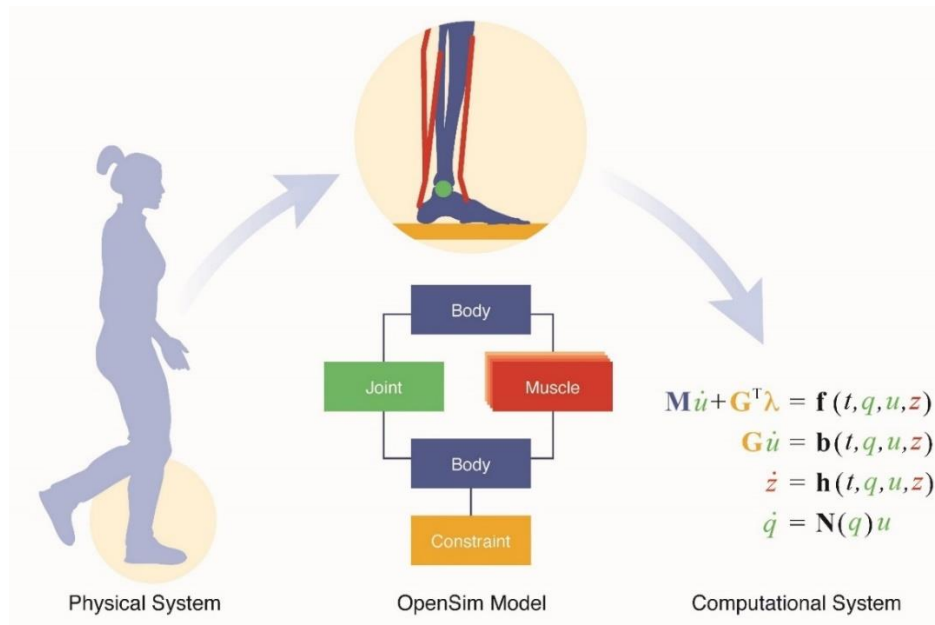 Body
Joint
Muscle
Body
Constraint
Mu̇+Gᵀλ = f(t,q,u,z)
Gu̇ = b(t,q,u,z)
ż = h(t,q,u,z)
q̇ = N(q)u
Physical System
OpenSim Model
Computational System